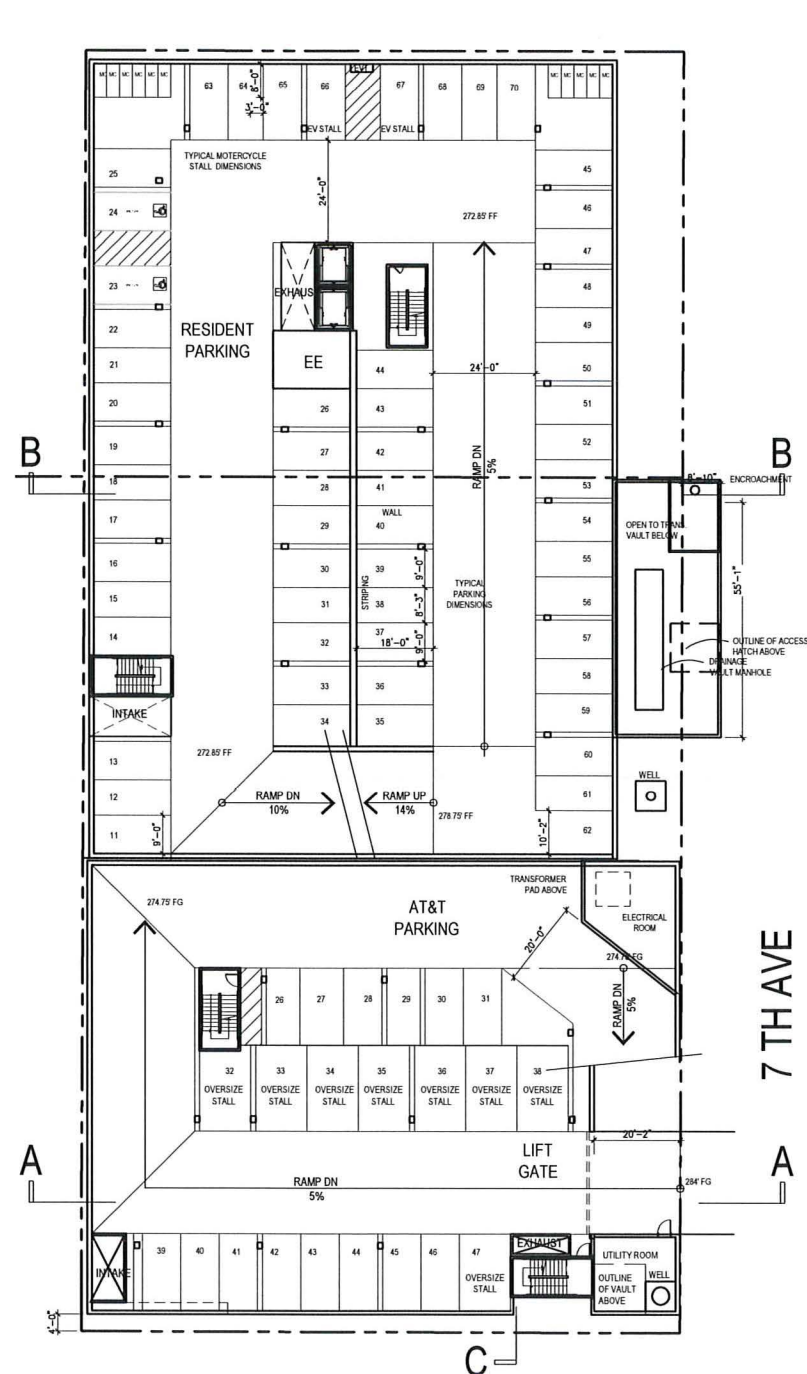 MC MC MC MC MC MC
8'-0"
3'-0"
63
64
65
66
EV STALL
67
EV STALL
68
69
70
MC MC MC MC MC MC
TYPICAL MOTERCYCLE
STALL DIMENSIONS
24'-0"
272.85' FF
25
24
23
22
21
20
19
18
17
16
15
14
INTAKE
13
12
11
9'-0"
RESIDENT
PARKING
EXHAUST
EE
26
27
28
29
30
31
32
33
34
44
43
42
41
WALL
40
39
38
37
36
35
STRIPING
9'-0"
8'-3"
9'-0"
18'-0"
24'-0"
RAMP DN
5%
TYPICAL
PARKING
DIMENSIONS
45
46
47
48
49
50
51
52
53
54
55
56
57
58
59
60
61
62
10'-2"
B
B
8'-10"
ENCROACHMENT
OPEN TO TRANS.
VAULT BELOW
55'-1"
OUTLINE OF ACCESS
HATCH ABOVE
DRAINAGE
VAULT MANHOLE
WELL
272.85' FF
RAMP DN
10%
RAMP UP
14%
278.75' FF
274.75' FG
AT&T
PARKING
TRANSFORMER
PAD ABOVE
ELECTRICAL
ROOM
20'-0"
RAMP DN
5%
7 TH AVE
26
27
28
29
30
31
32
OVERSIZE
STALL
33
OVERSIZE
STALL
34
OVERSIZE
STALL
35
OVERSIZE
STALL
36
OVERSIZE
STALL
37
OVERSIZE
STALL
38
OVERSIZE
STALL
20'-2"
LIFT
GATE
A
A
RAMP DN
5%
284' FG
INTAKE
39
40
41
42
43
44
45
46
47
OVERSIZE
STALL
EXHAUST
UTILITY ROOM
OUTLINE
OF VAULT
ABOVE
WELL
4'-0"
C